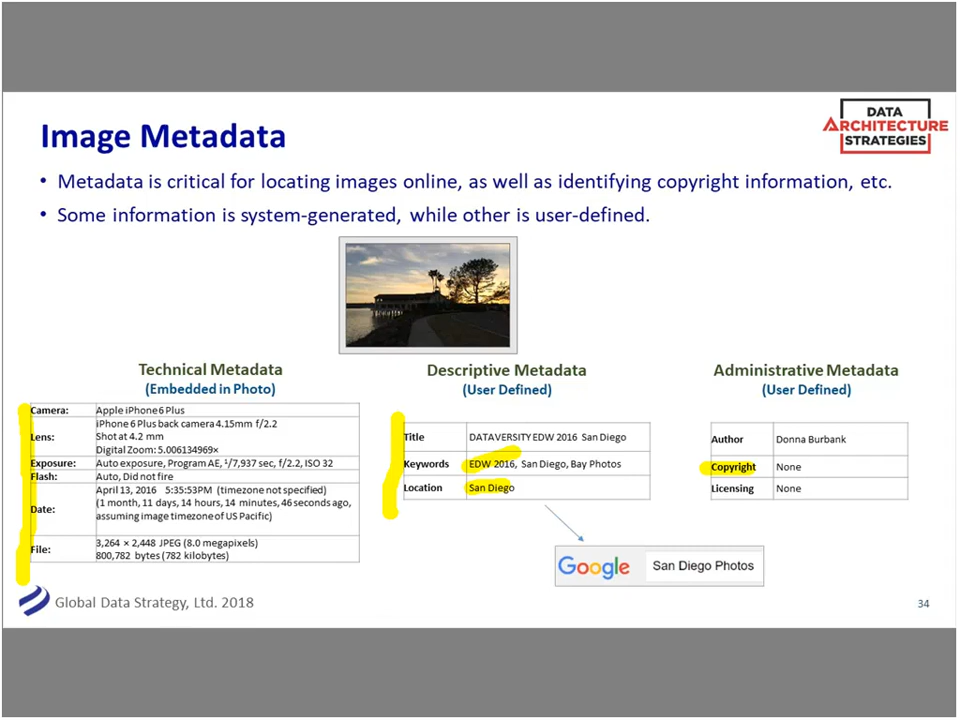 DATA
ARCHITECTURE
STRATEGIES
Image Metadata
• Metadata is critical for locating images online, as well as identifying copyright information, etc.
• Some information is system-generated, while other is user-defined.
Technical Metadata
(Embedded in Photo)
Camera: Apple iPhone 6 Plus
Lens: iPhone 6 Plus back camera 4.15mm f/2.2
Shot at 4.2 mm
Digital Zoom: 5.006134969×
Exposure: Auto exposure, Program AE, 1/7,937 sec, f/2.2, ISO 32
Flash: Auto, Did not fire
Date: April 13, 2016 5:35:53PM (timezone not specified)
(1 month, 11 days, 14 hours, 14 minutes, 46 seconds ago,
assuming image timezone of US Pacific)
File: 3,264 × 2,448 JPEG (8.0 megapixels)
800,782 bytes (782 kilobytes)
Descriptive Metadata
(User Defined)
Title DATAVERSITY EDW 2016 San Diego
Keywords EDW 2016, San Diego, Bay Photos
Location San Diego
Google San Diego Photos
Administrative Metadata
(User Defined)
Author Donna Burbank
Copyright None
Licensing None
Global Data Strategy, Ltd. 2018
34